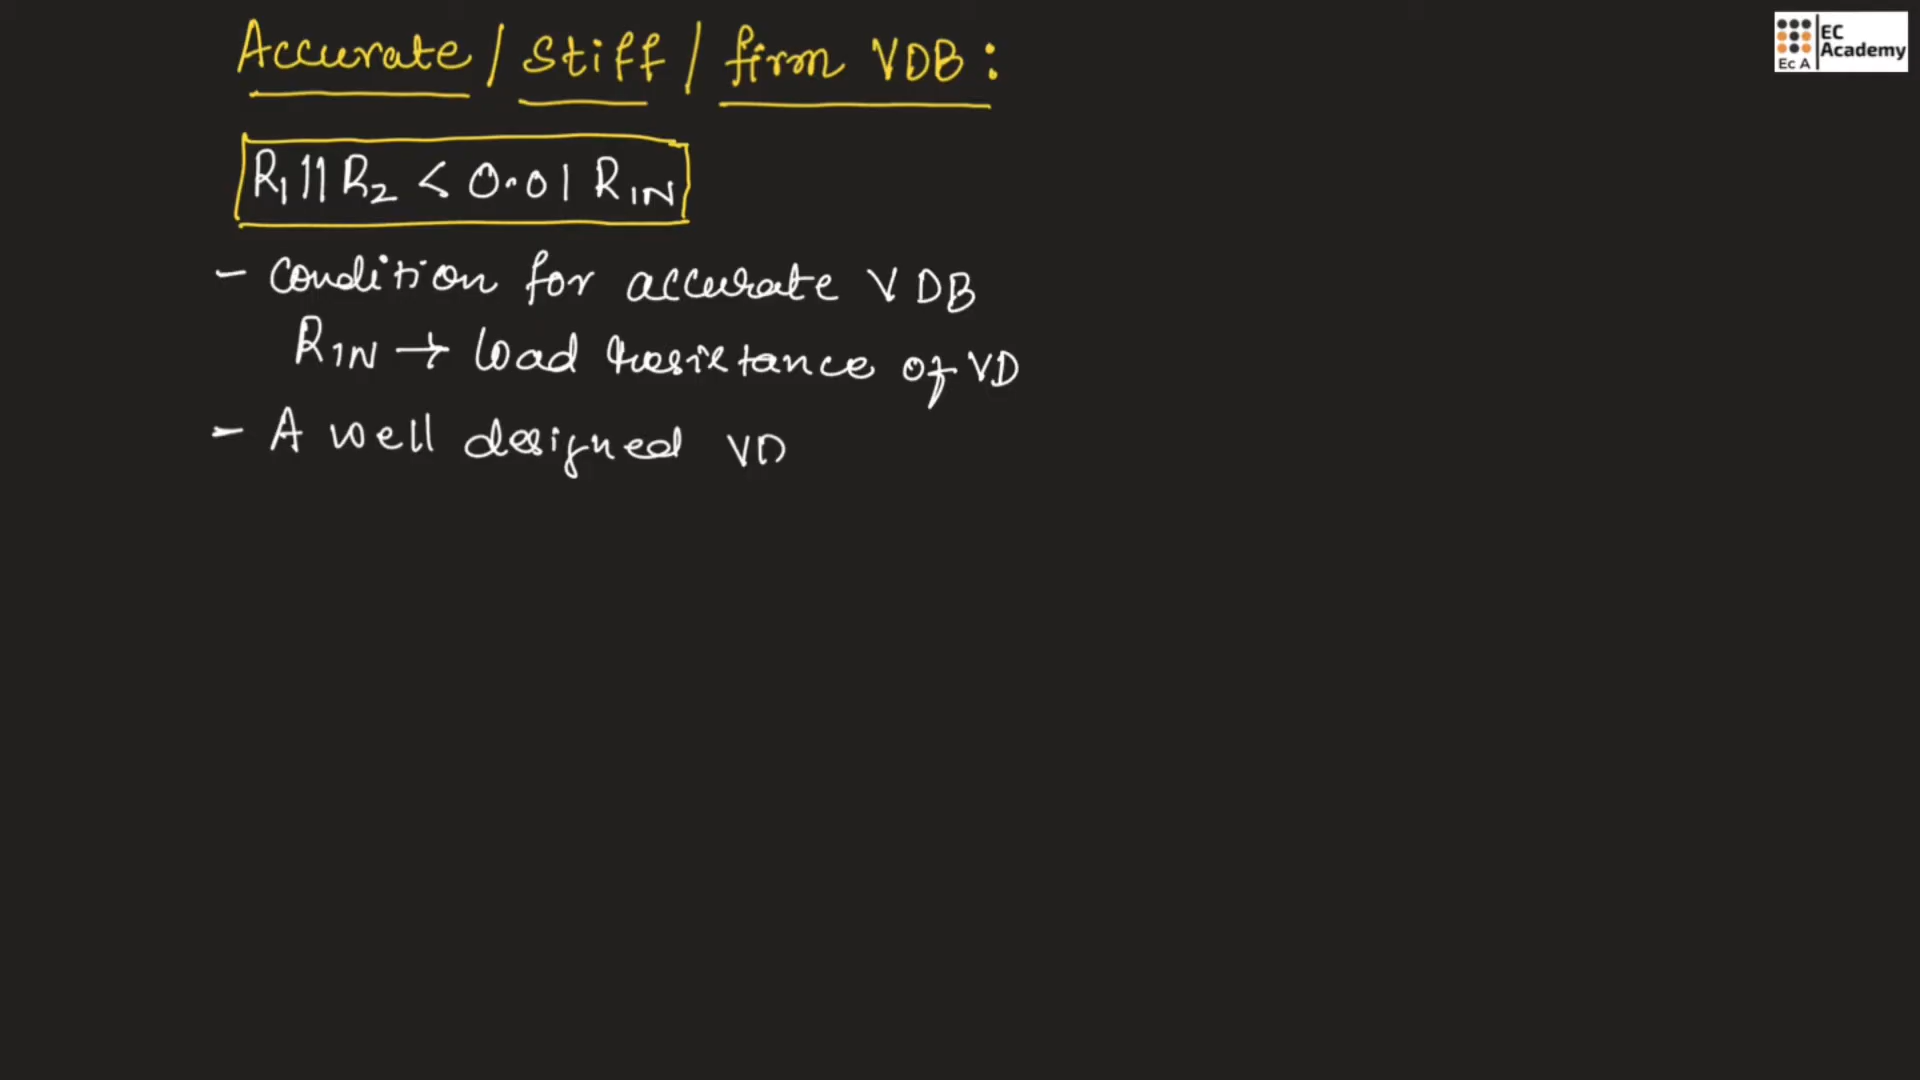 Accurate / stiff / firm VDB :
EC
Academy
Ec A
R1 || R2 < 0.01 RIN
- Condition for accurate VDB
RIN → load resistance of VD
- A well designed VD